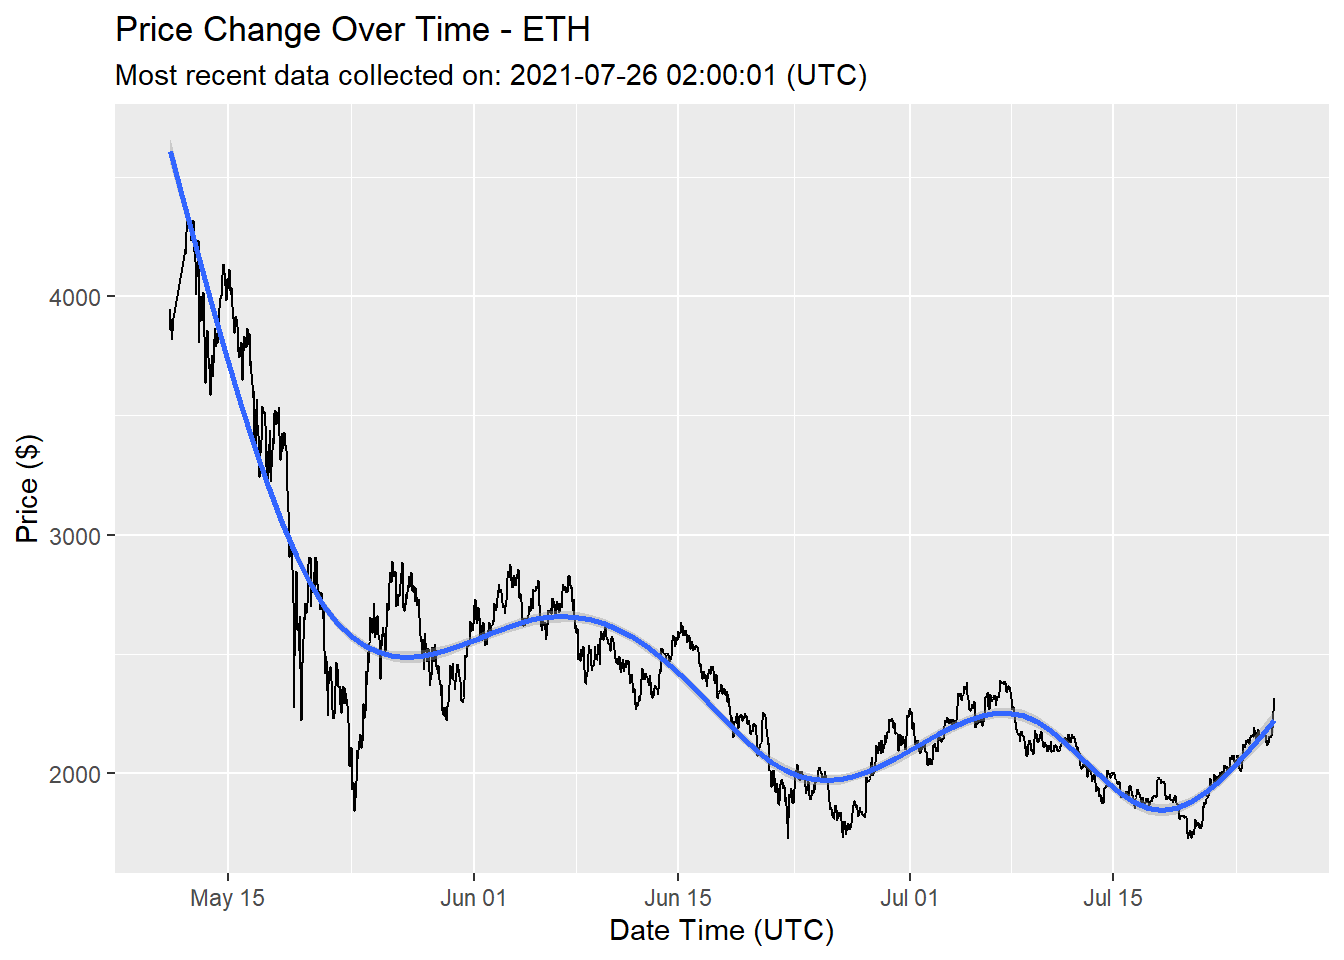 Price Change Over Time - ETH
Most recent data collected on: 2021-07-26 02:00:01 (UTC)
Price ($)
4000
3000
2000
May 15
Jun 01
Jun 15
Jul 01
Jul 15
Date Time (UTC)